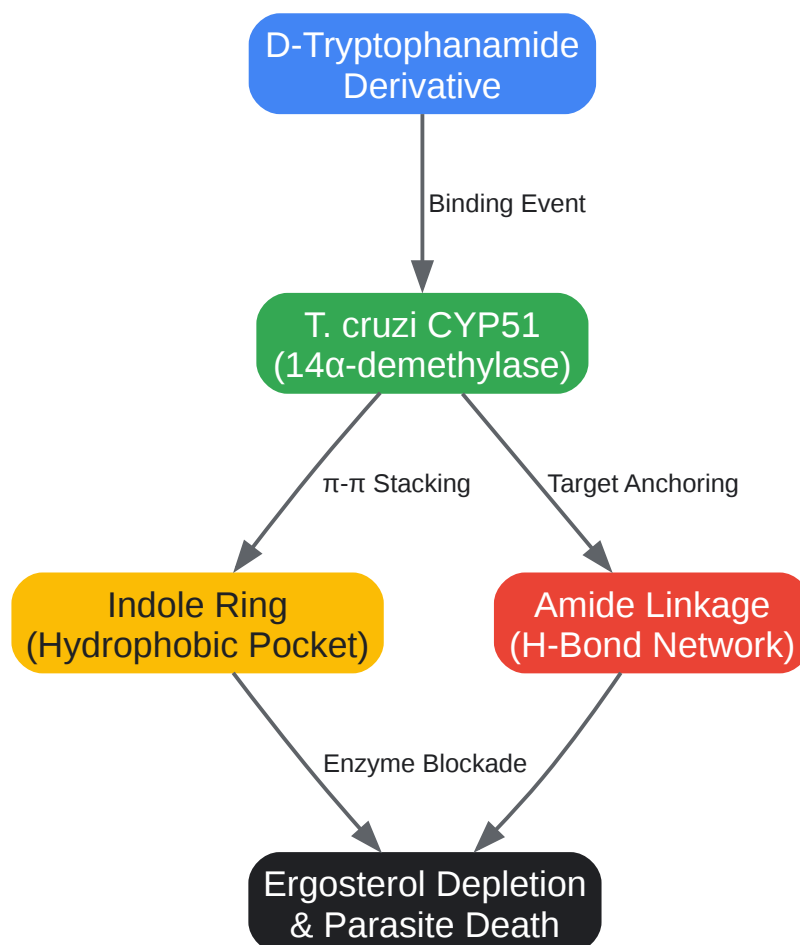 D-Tryptophanamide
Derivative
Binding Event
T. cruzi CYP51
(14α-demethylase)
π-π Stacking
Target Anchoring
Indole Ring
(Hydrophobic Pocket)
Amide Linkage
(H-Bond Network)
Enzyme Blockade
Ergosterol Depletion
& Parasite Death